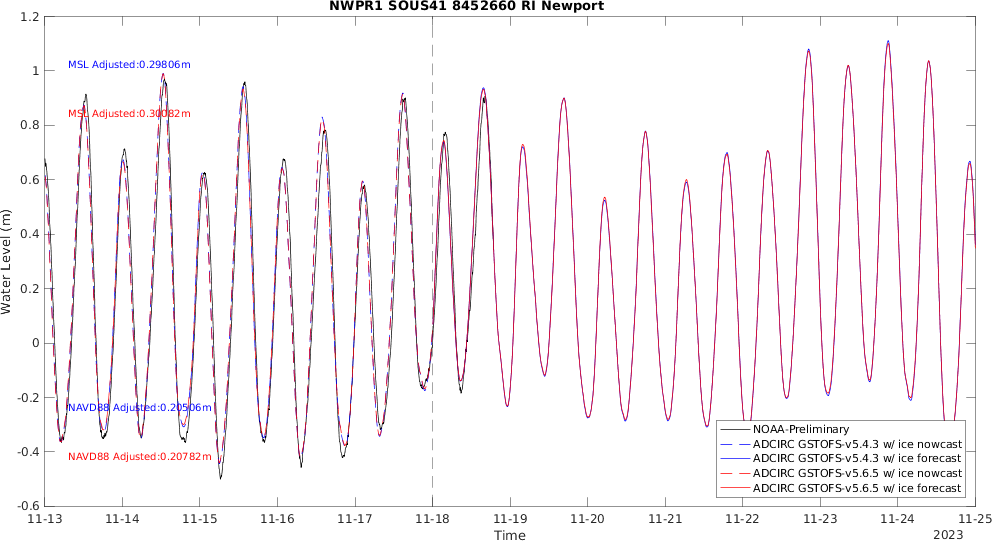 NWPR1 SOUS41 8452660 RI Newport
1.2
1
0.8
0.6
0.4
0.2
0
-0.2
-0.4
-0.6
Water Level (m)
MSL Adjusted:0.29806m
MSL Adjusted:0.30082m
NAVD88 Adjusted:0.20506m
NAVD88 Adjusted:0.20782m
NOAA-Preliminary
ADCIRC GSTOFS-v5.4.3 w/ ice nowcast
ADCIRC GSTOFS-v5.4.3 w/ ice forecast
ADCIRC GSTOFS-v5.6.5 w/ ice nowcast
ADCIRC GSTOFS-v5.6.5 w/ ice forecast
11-13 11-14 11-15 11-16 11-17 11-18 11-19 11-20 11-21 11-22 11-23 11-24 11-25
Time
2023